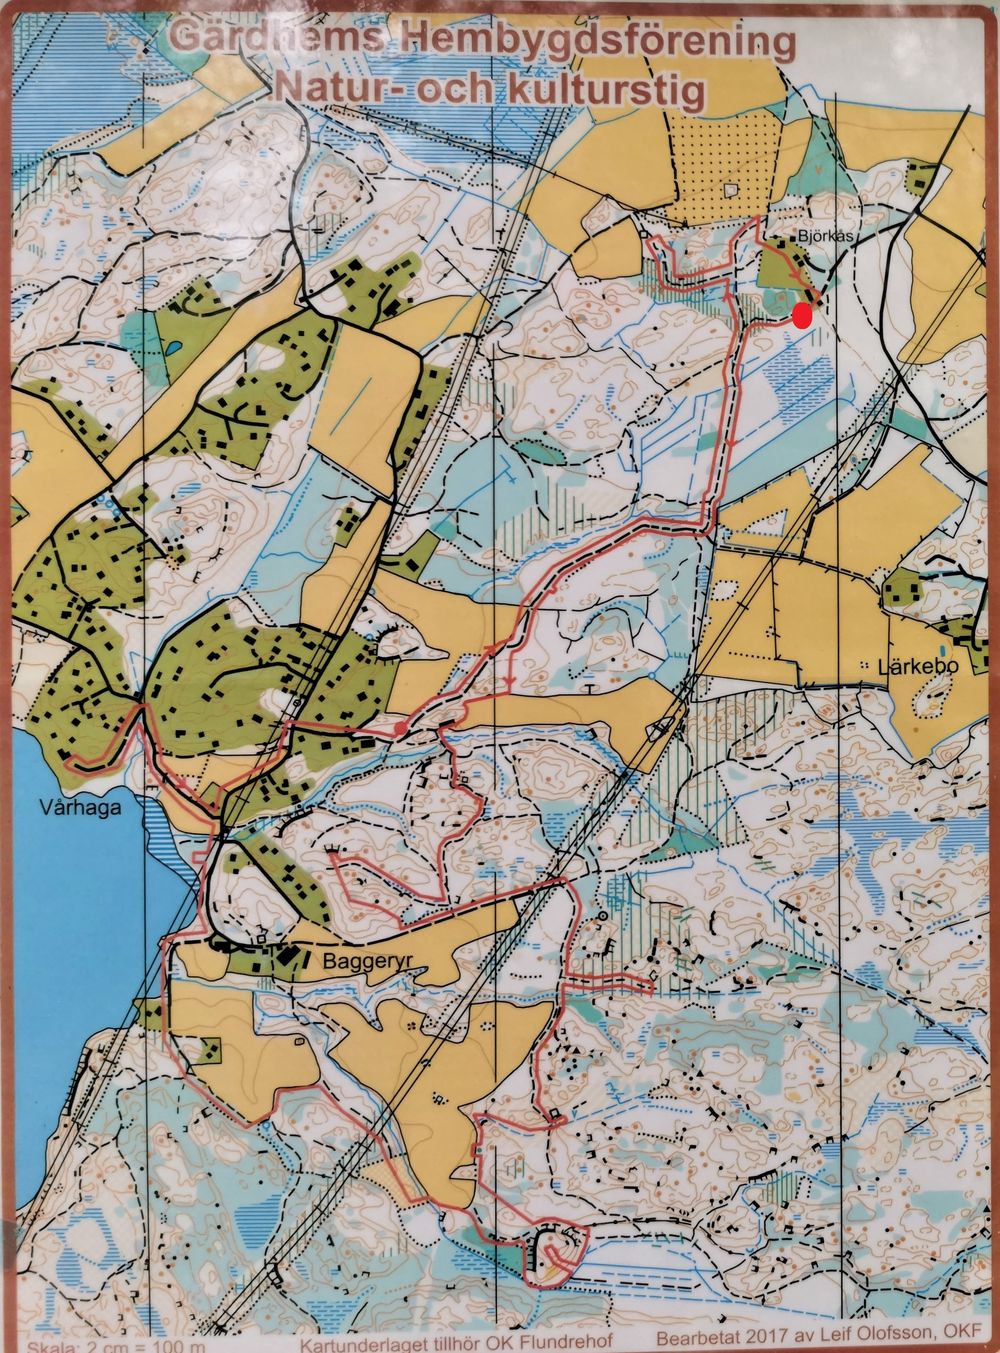 Gärdhems Hembygdsförening
Natur- och kulturstig
Björkås
Lärkebo
Vårhaga
Baggeryr
Skala: 2 cm = 100 m
Kartunderlaget tillhör OK Flundrehof
Bearbetat 2017 av Leif Olofsson, OKF